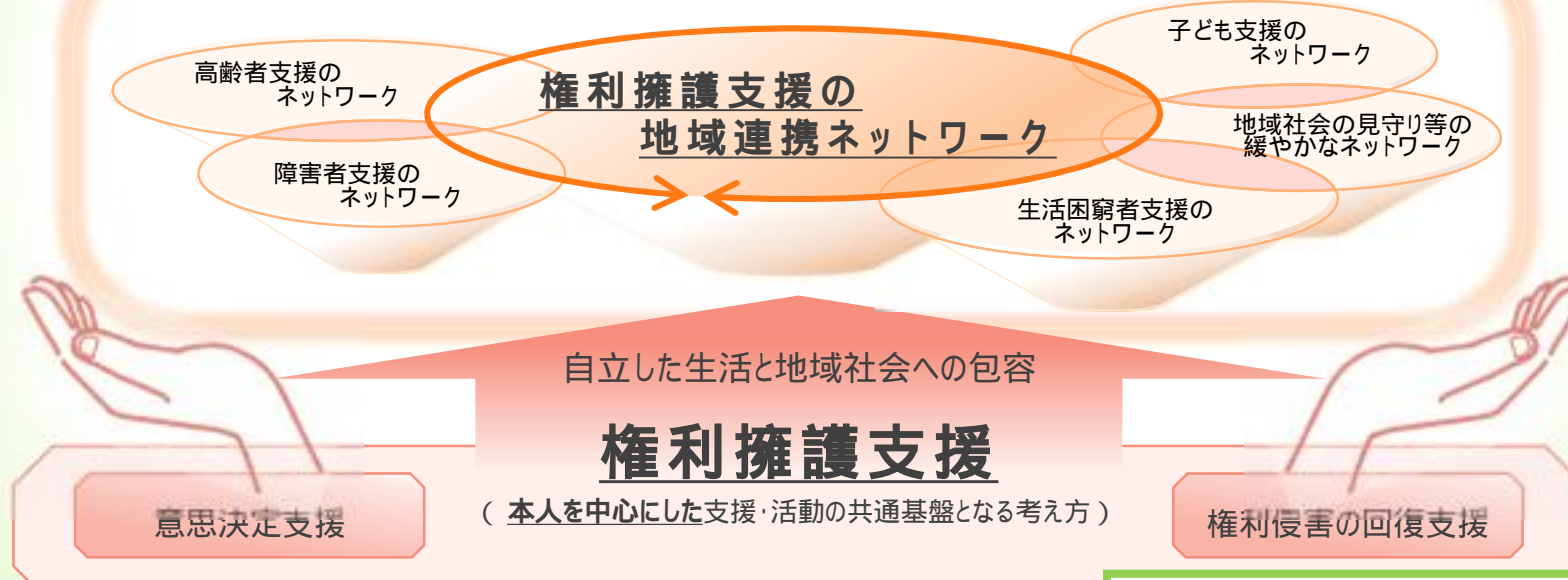 子ども支援の
ネットワーク
高齢者支援の
ネットワーク
権利擁護支援の
地域連携ネットワーク
地域社会の見守り等の
緩やかなネットワーク
障害者支援の
ネットワーク
生活困窮者支援の
ネットワーク
自立した生活と地域社会への包容
権利擁護支援
（ 本人を中心にした支援・活動の共通基盤となる考え方 ）
意思決定支援
権利侵害の回復支援